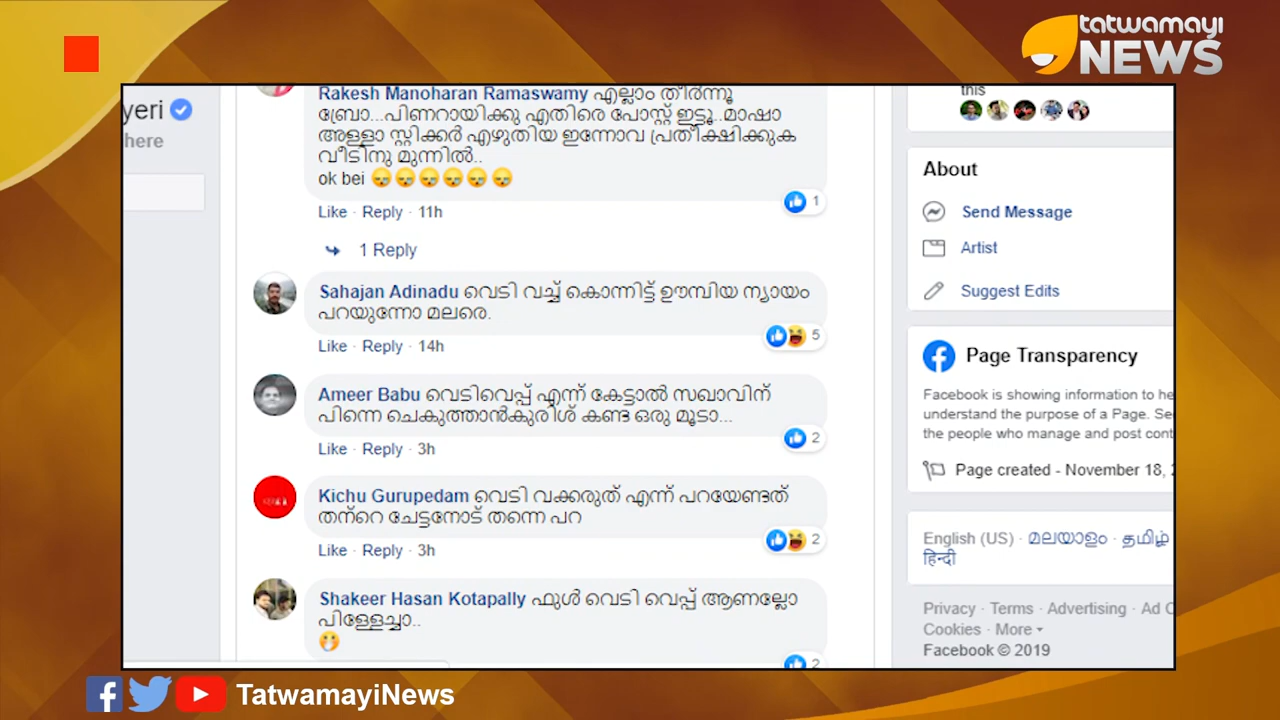 tatwamayi
NEWS
yeri
here
Rakesh Manoharan Ramaswamy എല്ലാം തീർന്നൂ
ബ്രോ...പിണറായിക്കു എതിരെ പോസ്റ്റ് ഇട്ടൂ..മാഷാ
അള്ളാ സ്റ്റിക്കർ എഴുതിയ ഇന്നോവ പ്രതീക്ഷിക്കുക
വീടിനു മുന്നിൽ..
ok bei
1
Like · Reply · 11h
1 Reply
Sahajan Adinadu വെടി വച്ച് കൊന്നിട്ട് ഊമ്പിയ ന്യായം
പറയുന്നോ മലരെ.
5
Like · Reply · 14h
Ameer Babu വെടിവെപ്പ് എന്ന് കേട്ടാൽ സഖാവിന്
പിന്നെ ചെകുത്താൻകുരിശ് കണ്ട ഒരു മൂടാ...
2
Like · Reply · 3h
Kichu Gurupedam വെടി വക്കരുത് എന്ന് പറയേണ്ടത്
തന്റെ ചേട്ടനോട് തന്നെ പറ
2
Like · Reply · 3h
Shakeer Hasan Kotapally ഫുൾ വെടി വെപ്പ് ആണല്ലോ
പിള്ളേച്ചാ..
2
this
About
Send Message
Artist
Suggest Edits
Page Transparency
Facebook is showing information to he
understand the purpose of a Page. Se
the people who manage and post cont
Page created - November 18, 2
English (US) · മലയാളം · தமிழ்
हिन्दी
Privacy · Terms · Advertising · Ad C
Cookies · More
Facebook © 2019
TatwamayiNews